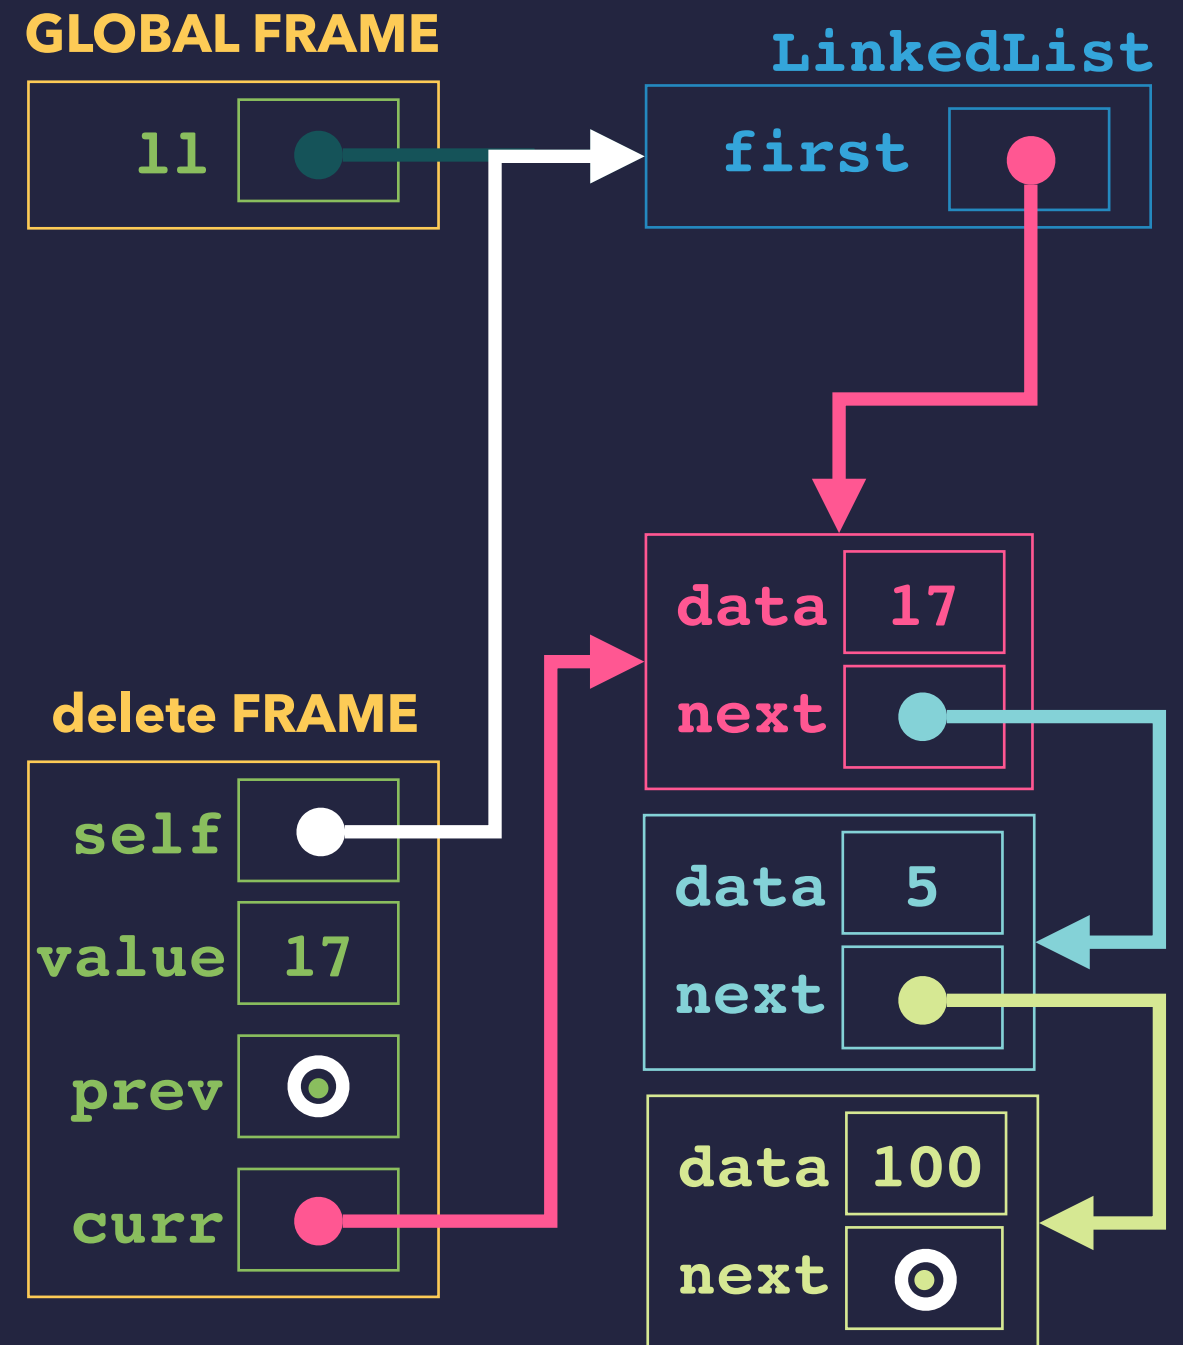 GLOBAL FRAME
ll
LinkedList
first
data 17
next
data 5
next
data 100
next
delete FRAME
self
value 17
prev
curr